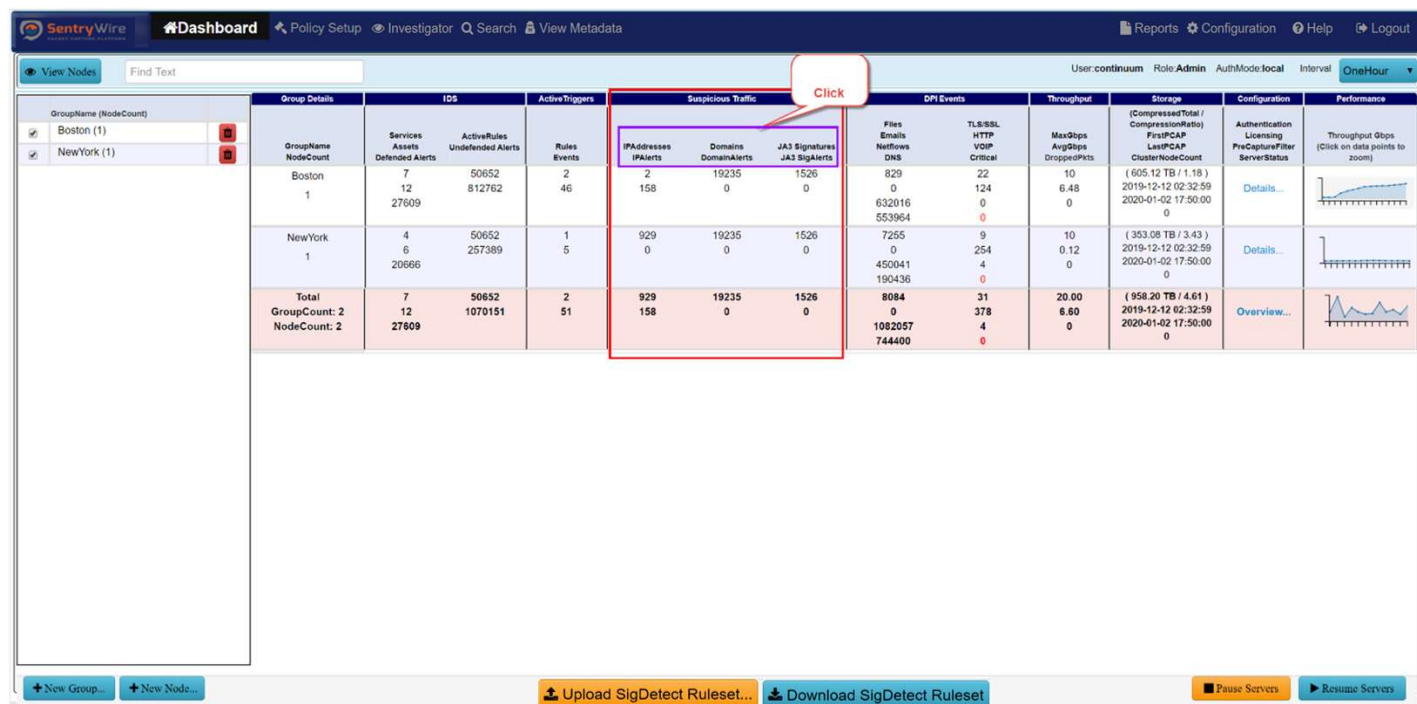 SentryWire
Dashboard
Policy Setup
Investigator
Search
View Metadata
Reports
Configuration
Help
Logout
View Nodes
Find Text
User:continuum Role:Admin AuthMode:local Interval OneHour
Click
GroupName (NodeCount)
Boston (1)
NewYork (1)
Group Details
IDS
ActiveTriggers
Suspicious Traffic
DPI Events
Throughput
Storage
Configuration
Performance
GroupName
NodeCount
Services
Assets
Defended Alerts
ActiveRules
Undefended Alerts
Rules
Events
IPAddresses
IPAlerts
Domains
DomainAlerts
JA3 Signatures
JA3 SigAlerts
Files
Emails
Netflows
DNS
TLS/SSL
HTTP
VOIP
Critical
MaxGbps
AvgGbps
DroppedPkts
(CompressedTotal /
CompressionRatio)
FirstPCAP
LastPCAP
ClusterNodeCount
Authentication
Licensing
PreCaptureFilter
ServerStatus
Throughput Gbps
(Click on data points to
zoom)
Boston
1
7
12
27609
50652
812762
2
46
2
158
19235
0
1526
0
829
0
632016
553964
22
124
0
0
10
6.48
0
( 605.12 TB / 1.18 )
2019-12-12 02:32:59
2020-01-02 17:50:00
0
Details...
NewYork
1
4
6
20666
50652
257389
1
5
929
0
19235
0
1526
0
7255
0
450041
190436
9
254
4
0
10
0.12
0
( 353.08 TB / 3.43 )
2019-12-12 02:32:59
2020-01-02 17:50:00
0
Details...
Total
GroupCount: 2
NodeCount: 2
7
12
27609
50652
1070151
2
51
929
158
19235
0
1526
0
8084
0
1082057
744400
31
378
4
0
20.00
6.60
0
( 958.20 TB / 4.61 )
2019-12-12 02:32:59
2020-01-02 17:50:00
0
Overview...
New Group...
New Node...
Upload SigDetect Ruleset...
Download SigDetect Ruleset
Pause Servers
Resume Servers